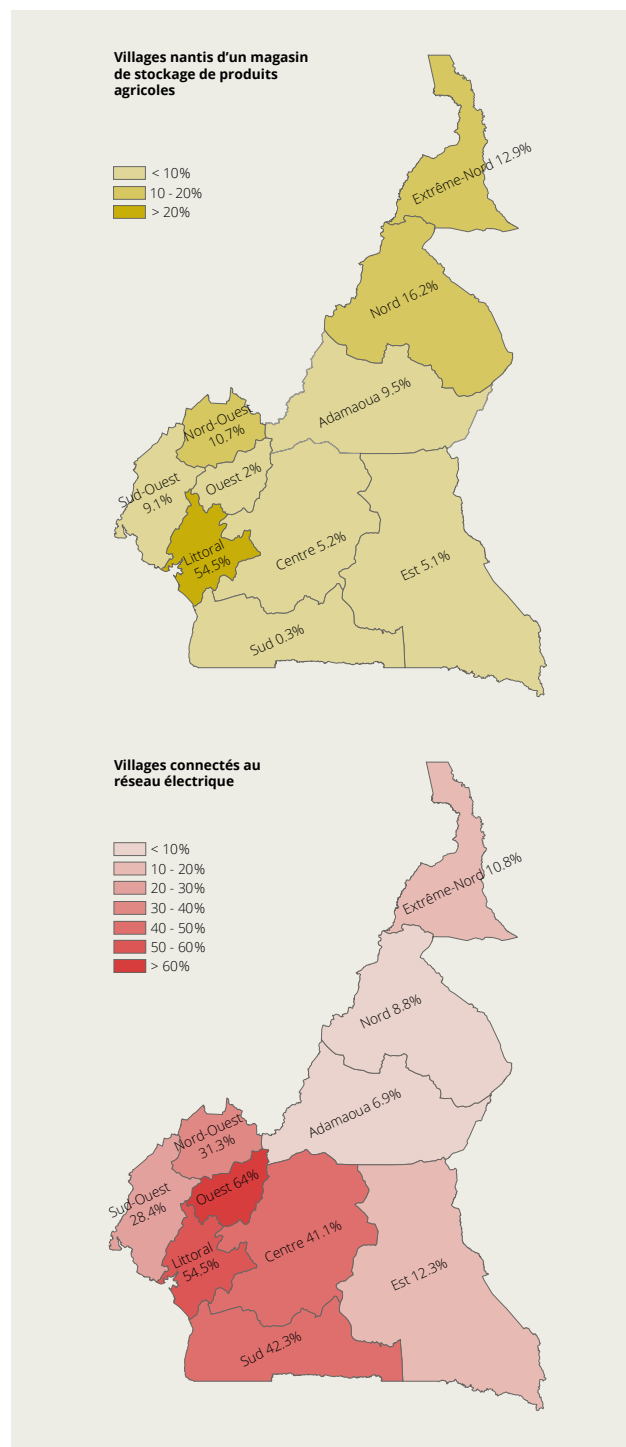 Villages nantis d'un magasin
de stockage de produits
agricoles
< 10%
10 - 20%
> 20%
Extrême-Nord 12.9%
Nord 16.2%
Adamaoua 9.5%
Nord-Ouest
10.7%
Ouest 2%
Sud-Ouest
9.1%
Littoral
54.5%
Centre 5.2%
Est 5.1%
Sud 0.3%
Villages connectés au
réseau électrique
< 10%
10 - 20%
20 - 30%
30 - 40%
40 - 50%
50 - 60%
> 60%
Extrême-Nord 10.8%
Nord 8.8%
Adamaoua 6.9%
Nord-Ouest
31.3%
Ouest 64%
Sud-Ouest
28.4%
Littoral
54.5%
Centre 41.1%
Est 12.3%
Sud 42.3%